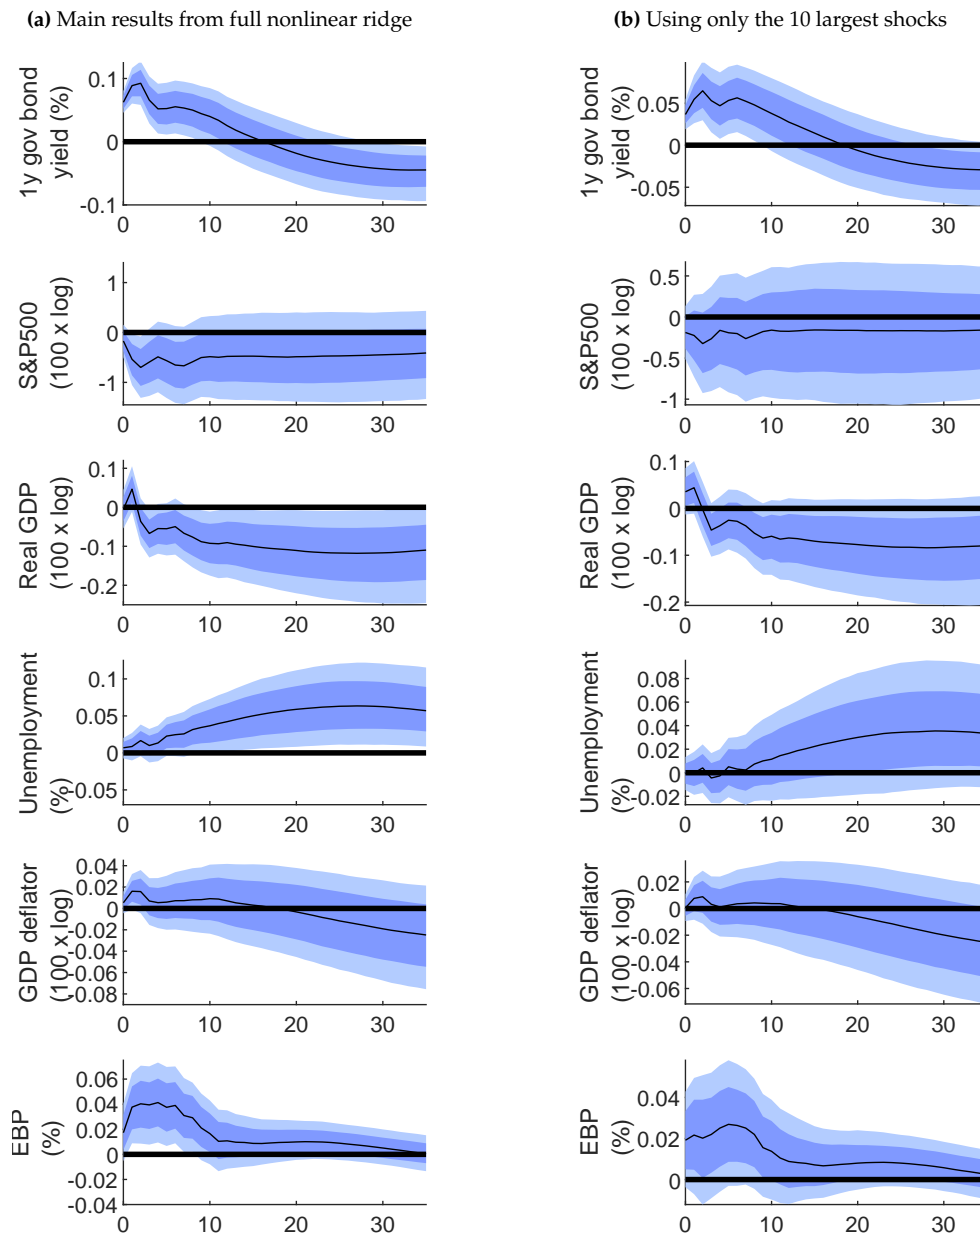 (a) Main results from full nonlinear ridge
(b) Using only the 10 largest shocks
1y gov bond
yield (%)
0.1
0
-0.1
0 10 20 30
1y gov bond
yield (%)
0.05
0
-0.05
0 10 20 30
S&P500
(100 x log)
1
0
-1
0 10 20 30
S&P500
(100 x log)
0.5
0
-0.5
-1
0 10 20 30
Real GDP
(100 x log)
0.1
0
-0.1
-0.2
0 10 20 30
Real GDP
(100 x log)
0.1
0
-0.1
-0.2
0 10 20 30
Unemployment
(%)
0.1
0.05
0
-0.05
0 10 20 30
Unemployment
(%)
0.08
0.06
0.04
0.02
0
-0.02
0 10 20 30
GDP deflator
(100 x log)
0.04
0.02
0
-0.02
-0.04
-0.06
-0.08
0 10 20 30
GDP deflator
(100 x log)
0.02
0
-0.02
-0.04
-0.06
0 10 20 30
EBP
(%)
0.06
0.04
0.02
0
-0.02
-0.04
0 10 20 30
EBP
(%)
0.04
0.02
0
0 10 20 30